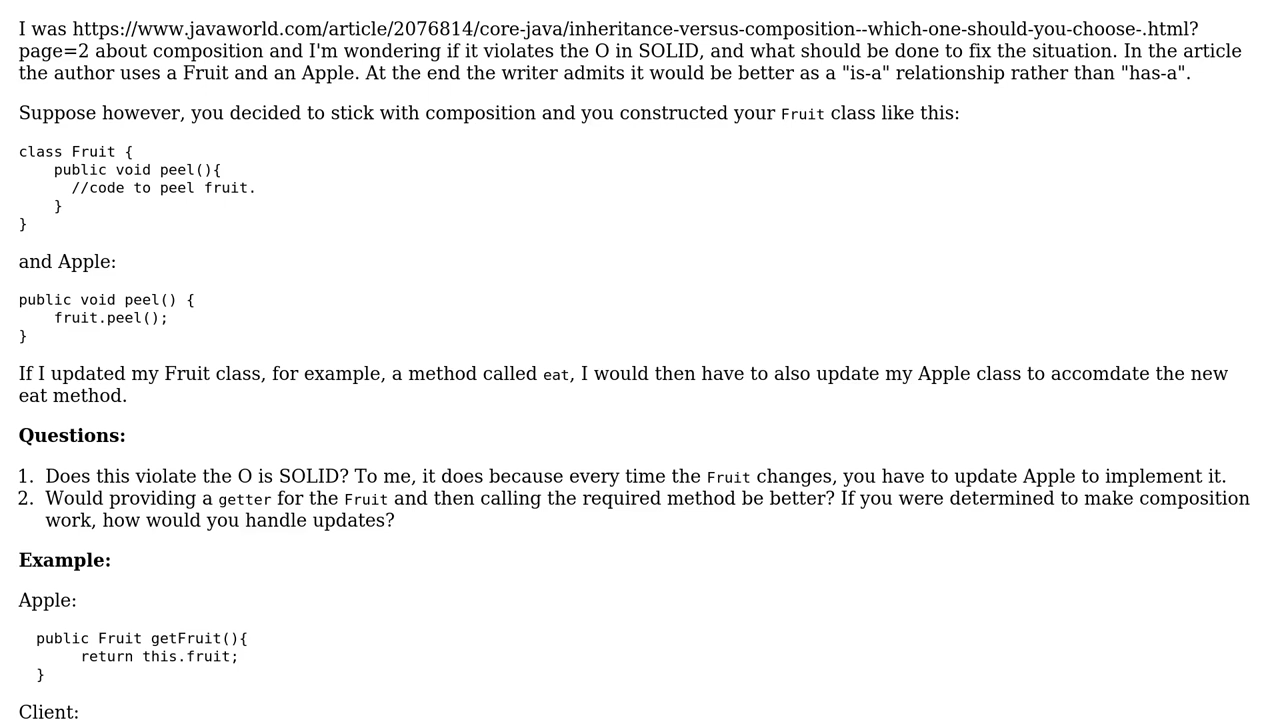 I was https://www.javaworld.com/article/2076814/core-java/inheritance-versus-composition--which-one-should-you-choose-.html?
page=2 about composition and I'm wondering if it violates the O in SOLID, and what should be done to fix the situation. In the article
the author uses a Fruit and an Apple. At the end the writer admits it would be better as a "is-a" relationship rather than "has-a".
Suppose however, you decided to stick with composition and you constructed your Fruit class like this:
class Fruit {
    public void peel(){
      //code to peel fruit.
    }
}
and Apple:
public void peel() {
    fruit.peel();
}
If I updated my Fruit class, for example, a method called eat, I would then have to also update my Apple class to accomdate the new
eat method.
Questions:
1. Does this violate the O is SOLID? To me, it does because every time the Fruit changes, you have to update Apple to implement it.
2. Would providing a getter for the Fruit and then calling the required method be better? If you were determined to make composition
work, how would you handle updates?
Example:
Apple:
  public Fruit getFruit(){
       return this.fruit;
  }
Client: